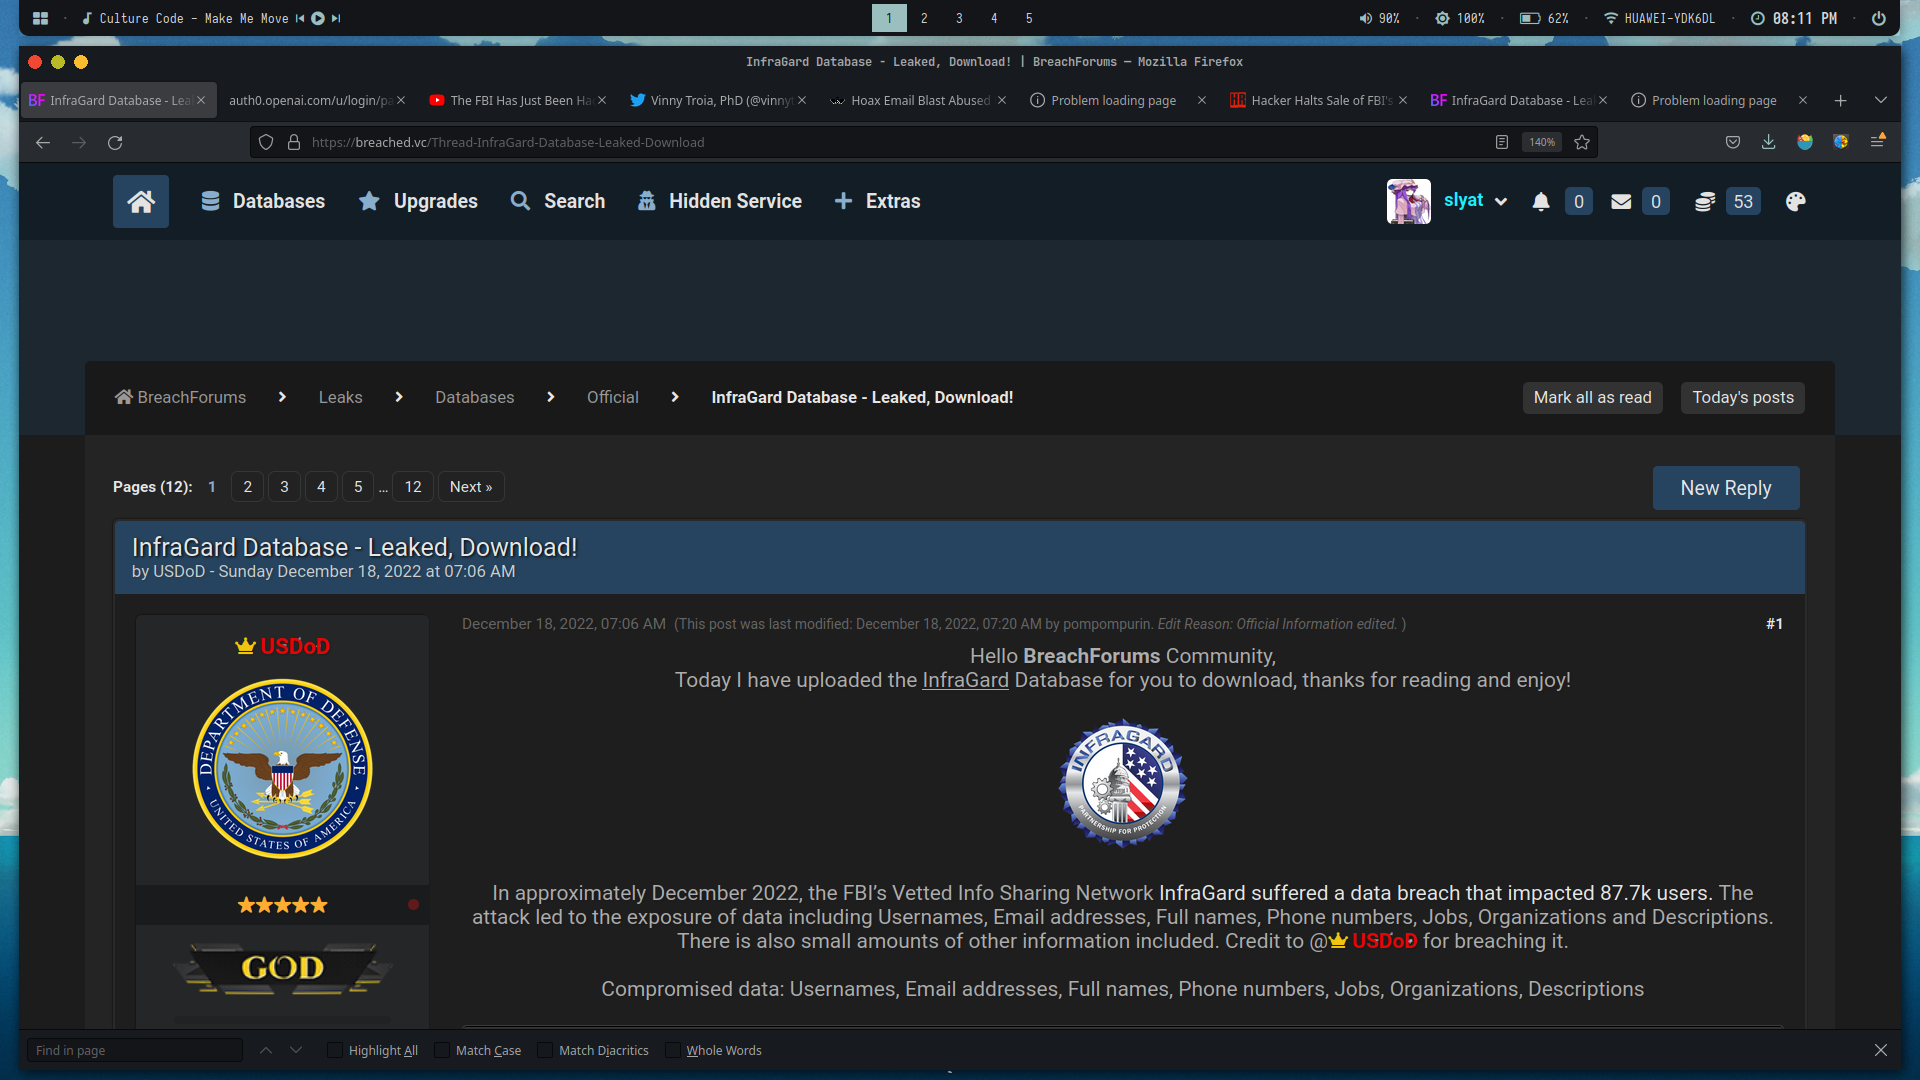 Culture Code - Make Me Move
1 2 3 4 5
90% 100% 62% HUAWEI-YDK6DL 08:11 PM
InfraGard Database - Leaked, Download! | BreachForums — Mozilla Firefox
BF InfraGard Database - Lea
auth0.openai.com/u/login/pa
The FBI Has Just Been Ha
Vinny Troia, PhD (@vinny
Hoax Email Blast Abused
Problem loading page
HR Hacker Halts Sale of FBI's
BF InfraGard Database - Lea
Problem loading page
https://breached.vc/Thread-InfraGard-Database-Leaked-Download
140%
Databases Upgrades Search Hidden Service Extras
slyat 0 0 53
BreachForums Leaks Databases Official InfraGard Database - Leaked, Download!
Mark all as read Today's posts
Pages (12): 1 2 3 4 5 ... 12 Next »
New Reply
InfraGard Database - Leaked, Download!
by USDoD - Sunday December 18, 2022 at 07:06 AM
USDoD
DEPARTMENT OF DEFENSE
UNITED STATES OF AMERICA
GOD
December 18, 2022, 07:06 AM (This post was last modified: December 18, 2022, 07:20 AM by pompompurin. Edit Reason: Official Information edited. )
#1
Hello BreachForums Community,
Today I have uploaded the InfraGard Database for you to download, thanks for reading and enjoy!
INFRAGARD
PARTNERSHIP FOR PROTECTION
In approximately December 2022, the FBI's Vetted Info Sharing Network InfraGard suffered a data breach that impacted 87.7k users. The
attack led to the exposure of data including Usernames, Email addresses, Full names, Phone numbers, Jobs, Organizations and Descriptions.
There is also small amounts of other information included. Credit to @ USDoD for breaching it.
Compromised data: Usernames, Email addresses, Full names, Phone numbers, Jobs, Organizations, Descriptions
Find in page
Highlight All Match Case Match Diacritics Whole Words